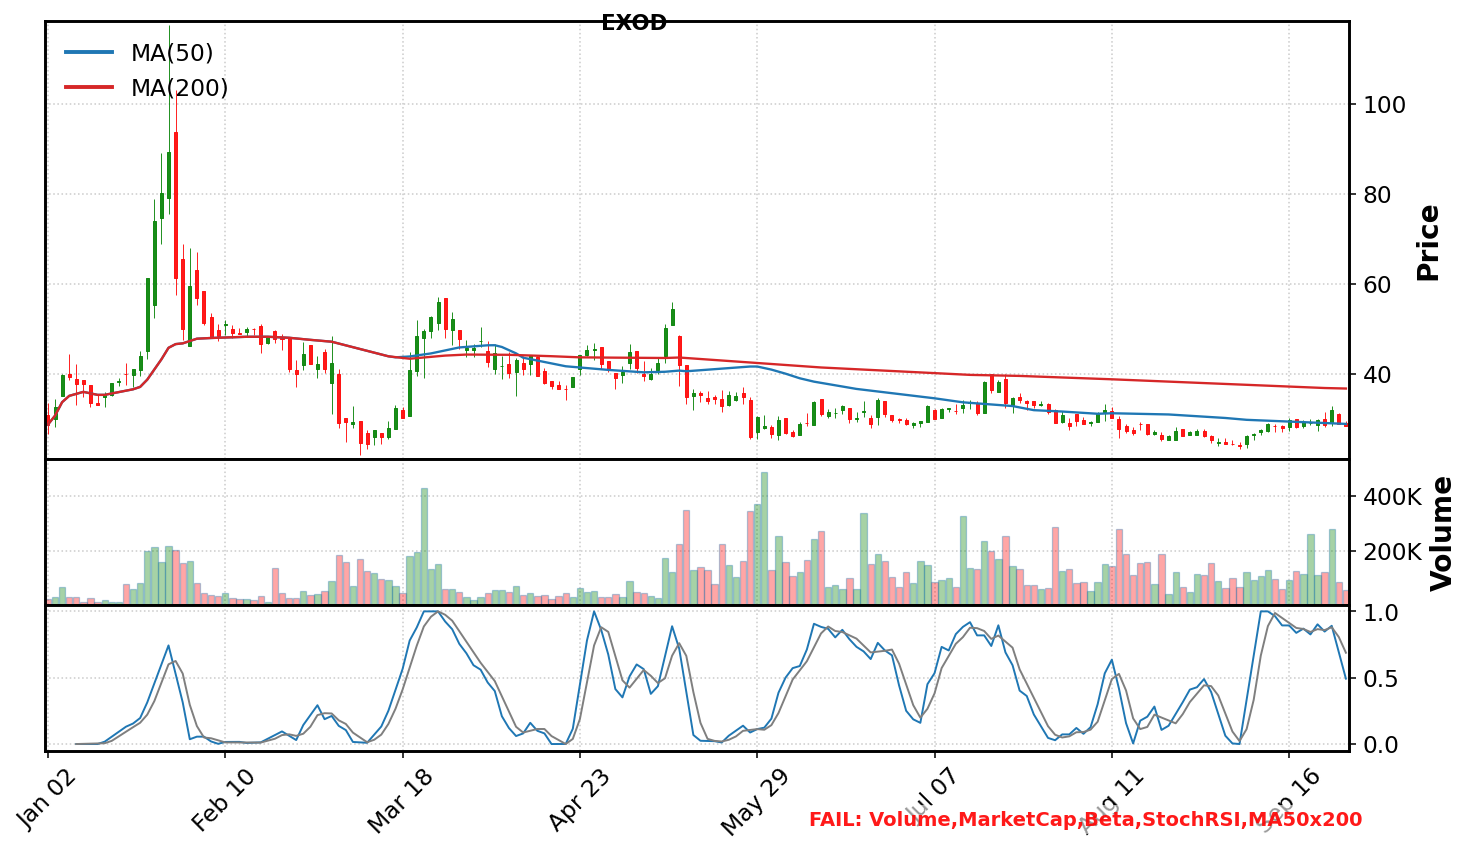 EXOD
MA(50)
MA(200)
100
80
60
40
Price
400K
200K
Volume
1.0
0.5
0.0
Jan 02
Feb 10
Mar 18
Apr 23
May 29
Jul 07
Aug 11
Sep 16
FAIL: Volume,MarketCap,Beta,StochRSI,MA50x200